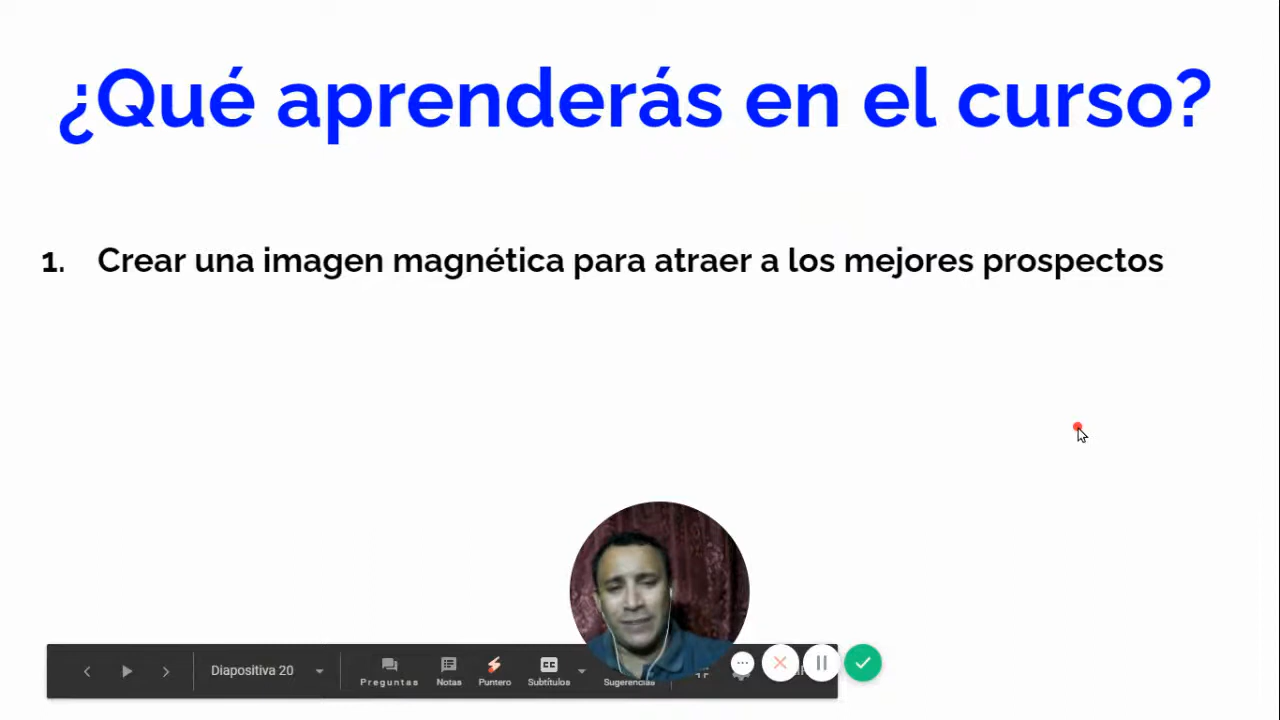 ¿Qué aprenderás en el curso?
1. Crear una imagen magnética para atraer a los mejores prospectos
Diapositiva 20
Preguntas
Notas
Puntero
CC
Subtítulos
Sugerencias